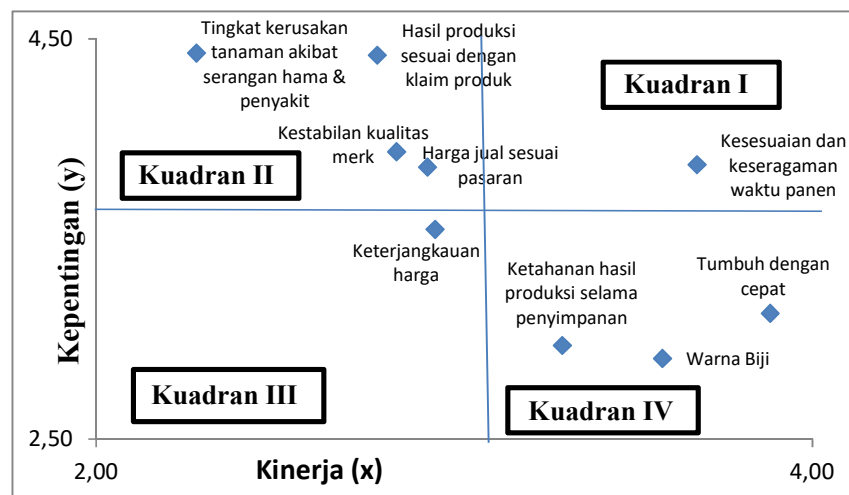 4,50
Tingkat kerusakan
tanaman akibat
serangan hama &
penyakit
Hasil produksi
sesuai dengan
klaim produk
Kuadran I
Kestabilan kualitas
merk
Harga jual sesuai
pasaran
Kesesuaian dan
keseragaman
waktu panen
Kuadran II
Kepentingan (y)
Keterjangkauan
harga
Ketahanan hasil
produksi selama
penyimpanan
Tumbuh dengan
cepat
Warna Biji
Kuadran III
Kuadran IV
2,50
2,00
Kinerja (x)
4,00